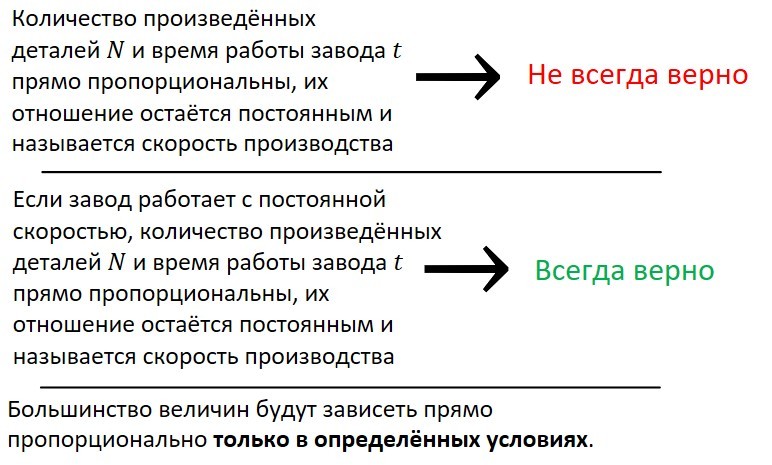 Количество произведённых
деталей N и время работы завода t
прямо пропорциональны, их
отношение остаётся постоянным и
называется скорость производства
Не всегда верно
Если завод работает с постоянной
скоростью, количество произведённых
деталей N и время работы завода t
прямо пропорциональны, их
отношение остаётся постоянным и
называется скорость производства
Всегда верно
Большинство величин будут зависеть прямо
пропорционально только в определённых условиях.